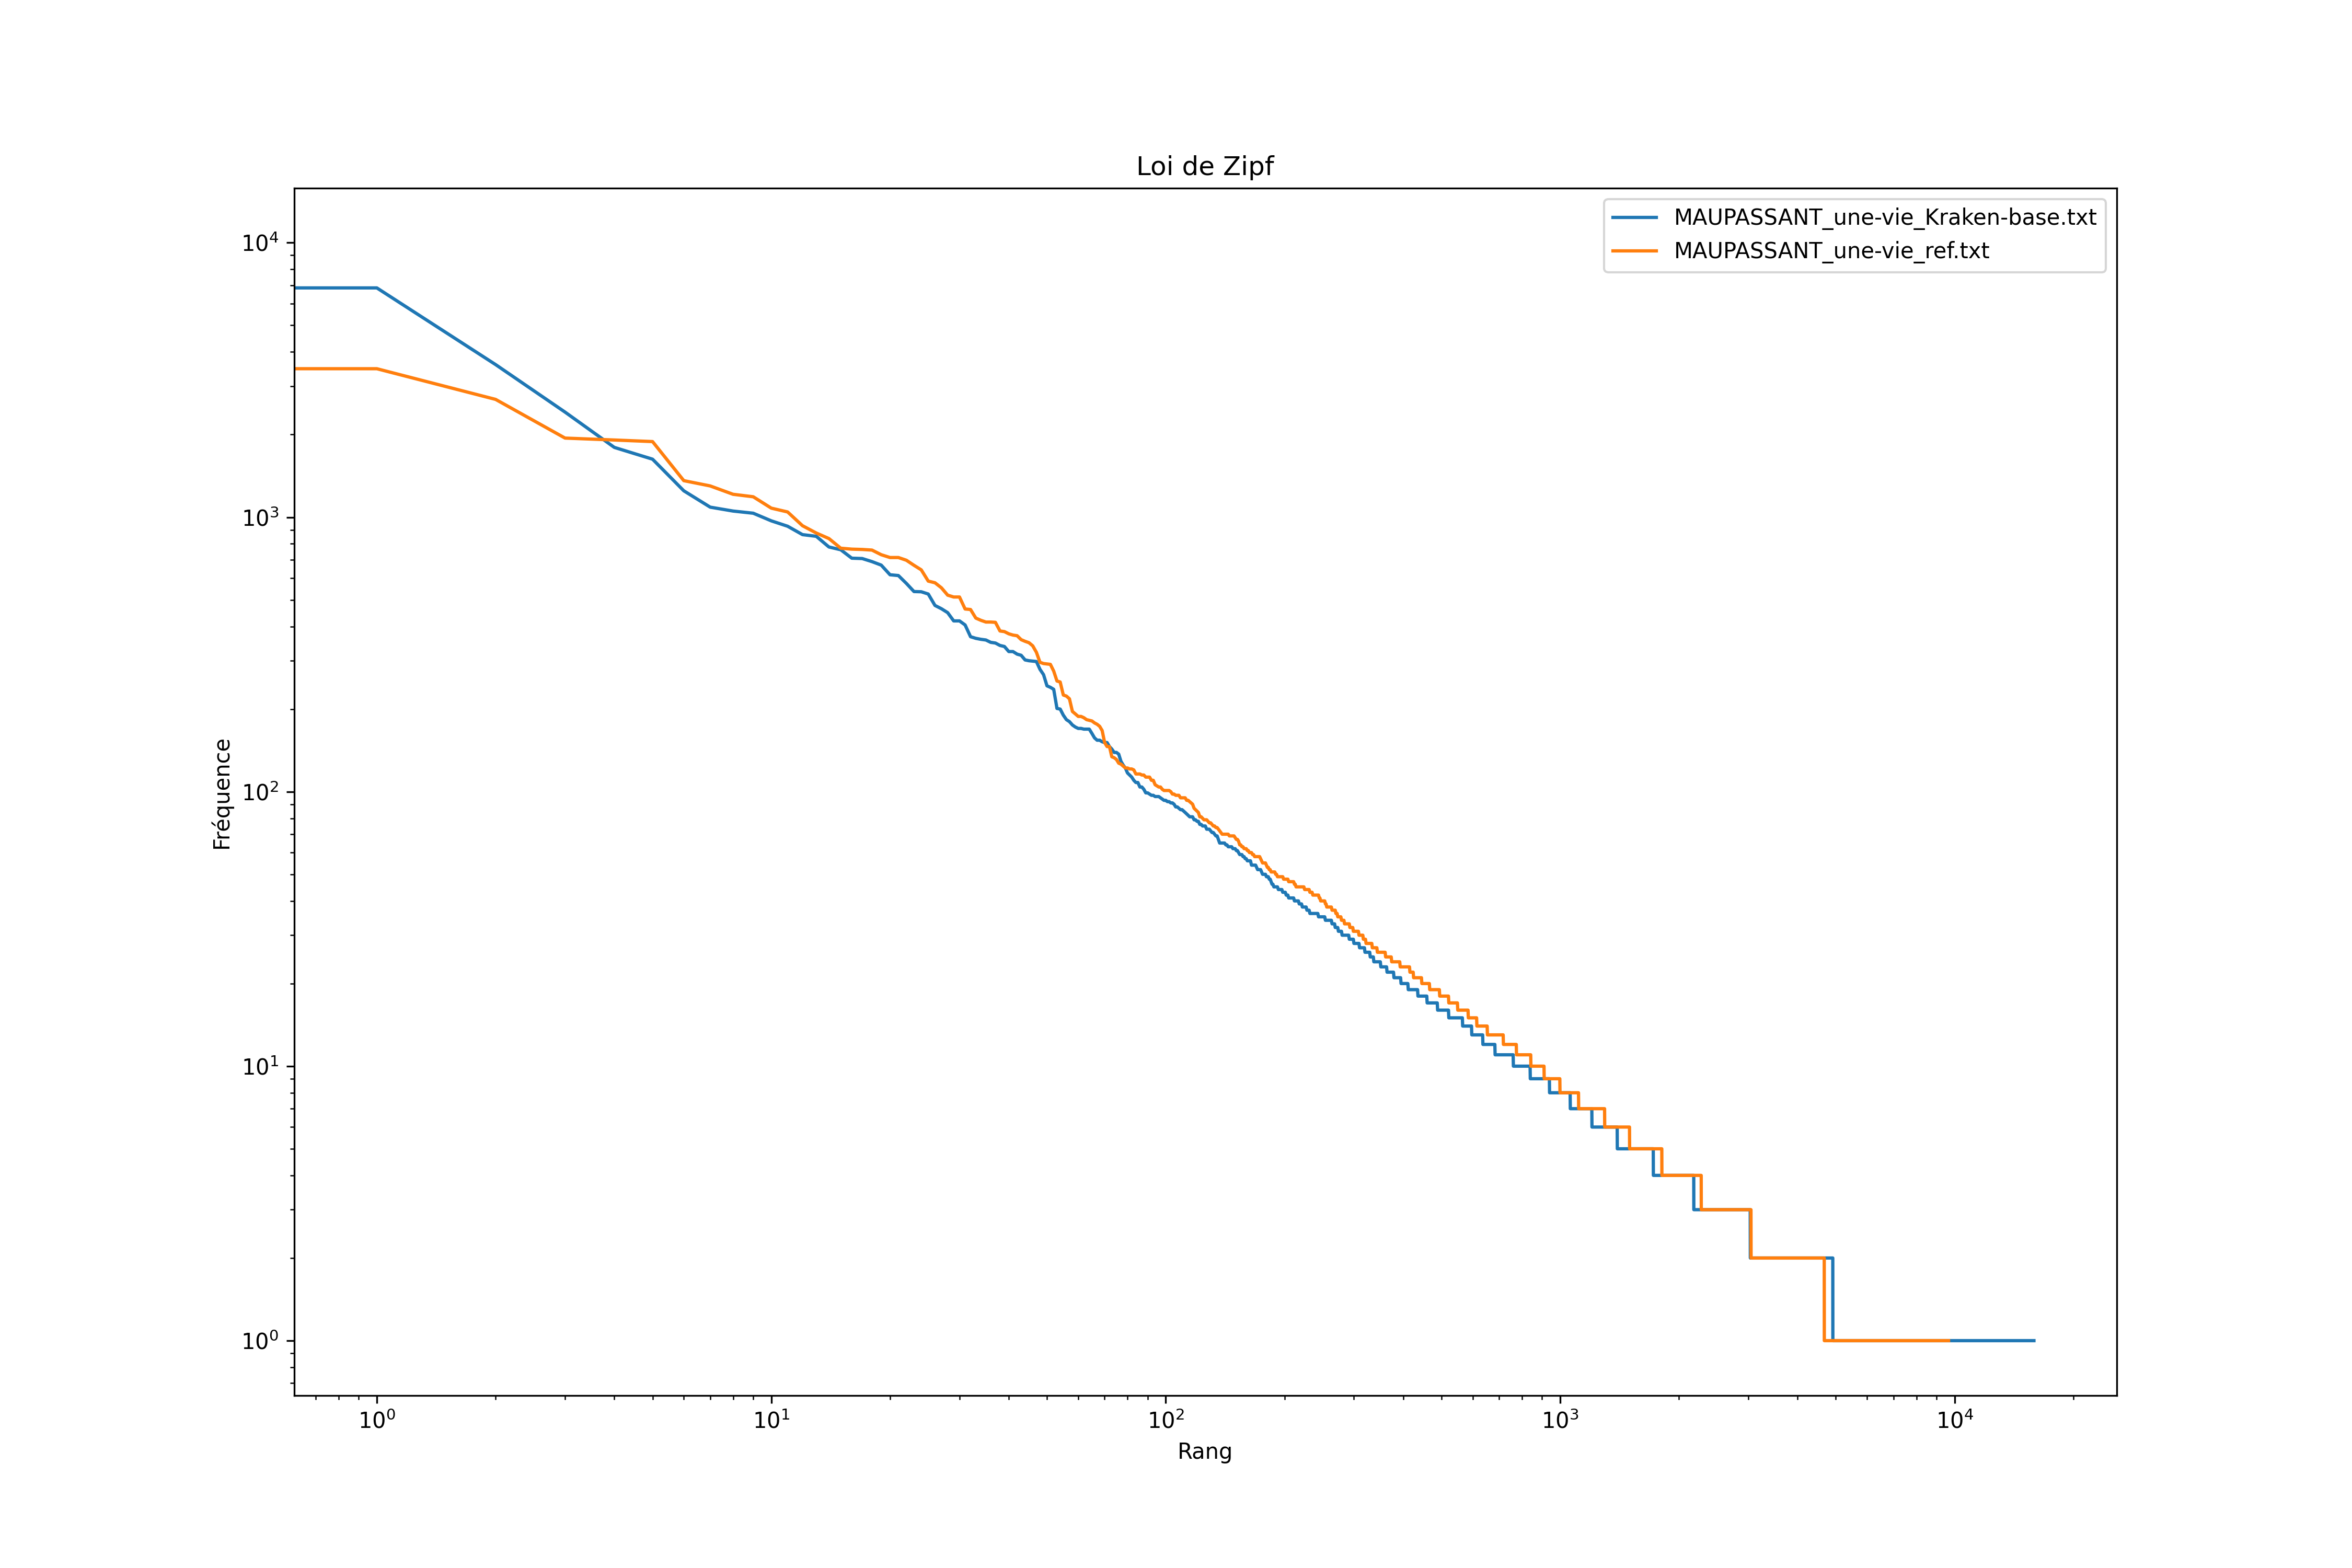 Loi de Zipf
MAUPASSANT_une-vie_Kraken-base.txt
MAUPASSANT_une-vie_ref.txt
Fréquence
10⁴
10³
10²
10¹
10⁰
10⁰ 10¹ 10² 10³ 10⁴
Rang